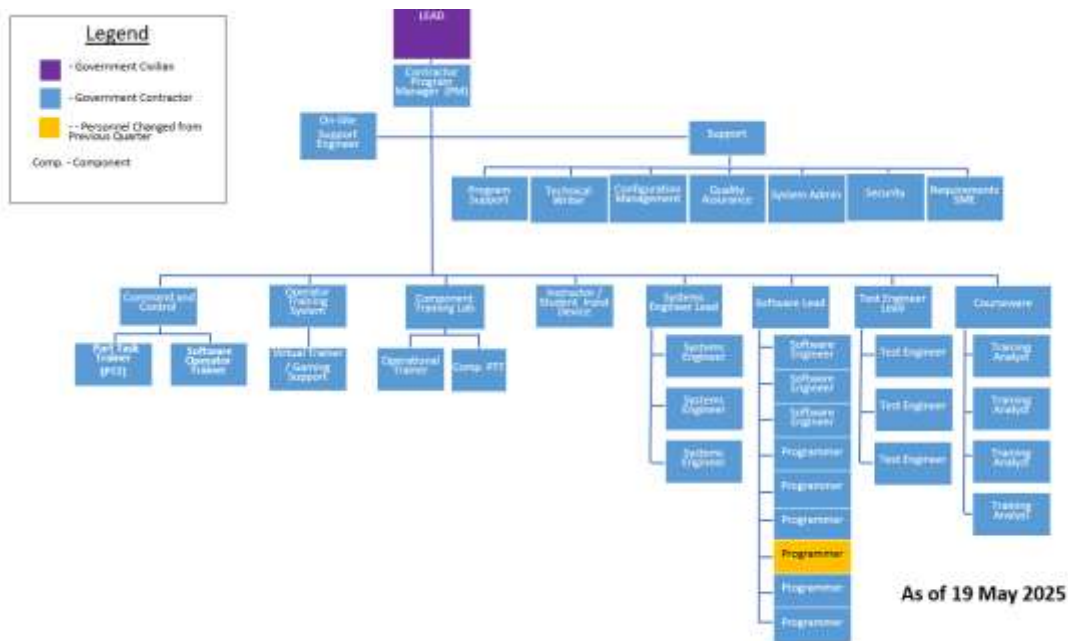 Legend
- Government Civilian
- Government Contractor
- - Personnel Changed from
Previous Quarter
Comp. - Component
LEAD
Contractor
Program
Manager (PM)
On-Site
Support
Engineer
Support
Program
Support
Technical
Writer
Configuration
Management
Quality
Assurance
System Admin
Security
Requirements
SME
Command and
Control
Operator
Training
System
Component
Training Lab
Instructor /
Student
Device
Systems
Engineer Lead
Software Lead
Test Engineer
Lead
Courseware
Part Task
Trainer
Software
Operator
Trainer
Virtual Trainer
/ Gaming
Support
Operational
Trainer
Comp PTT
Systems
Engineer
Systems
Engineer
Systems
Engineer
Software
Engineer
Software
Engineer
Software
Engineer
Programmer
Programmer
Programmer
Programmer
Programmer
Programmer
Test Engineer
Test Engineer
Test Engineer
Training
Analyst
Training
Analyst
Training
Analyst
Training
Analyst
As of 19 May 2025